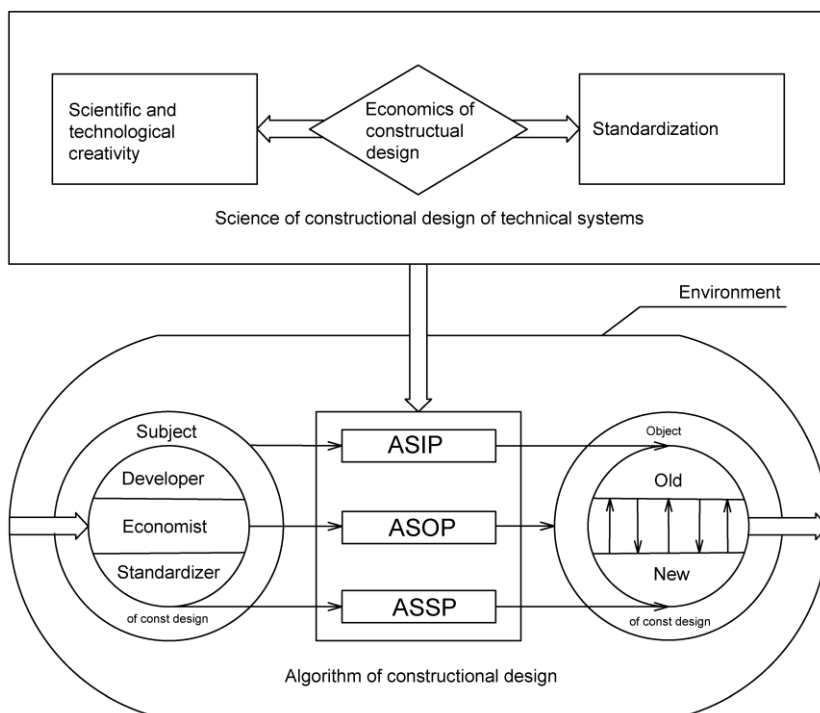 Scientific and
technological
creativity
Economics of
constructual
design
Standardization
Science of constructional design of technical systems
Environment
Subject
Developer
Economist
Standardizer
of const design
ASIP
ASOP
ASSP
Object
Old
New
of const design
Algorithm of constructional design